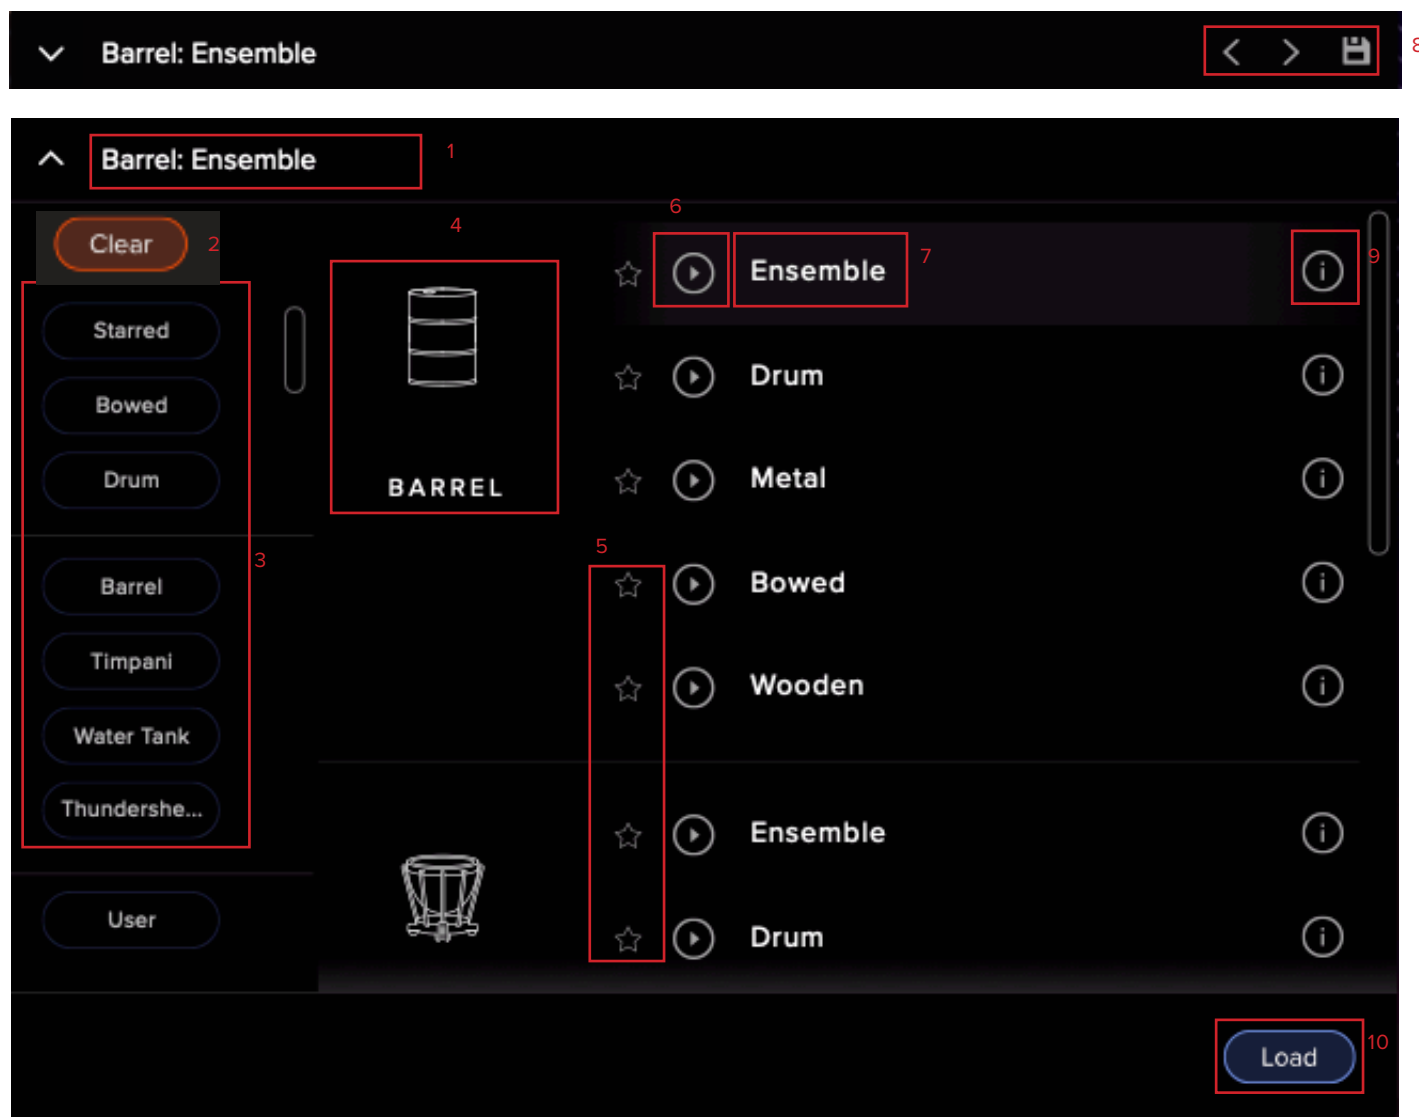 Barrel: Ensemble
8
Barrel: Ensemble
1
Clear
2
Starred
Bowed
Drum
3
Barrel
Timpani
Water Tank
Thundershe...
User
4
BARREL
5
6
Ensemble
7
9
Drum
Metal
Bowed
Wooden
Ensemble
Drum
Load
10